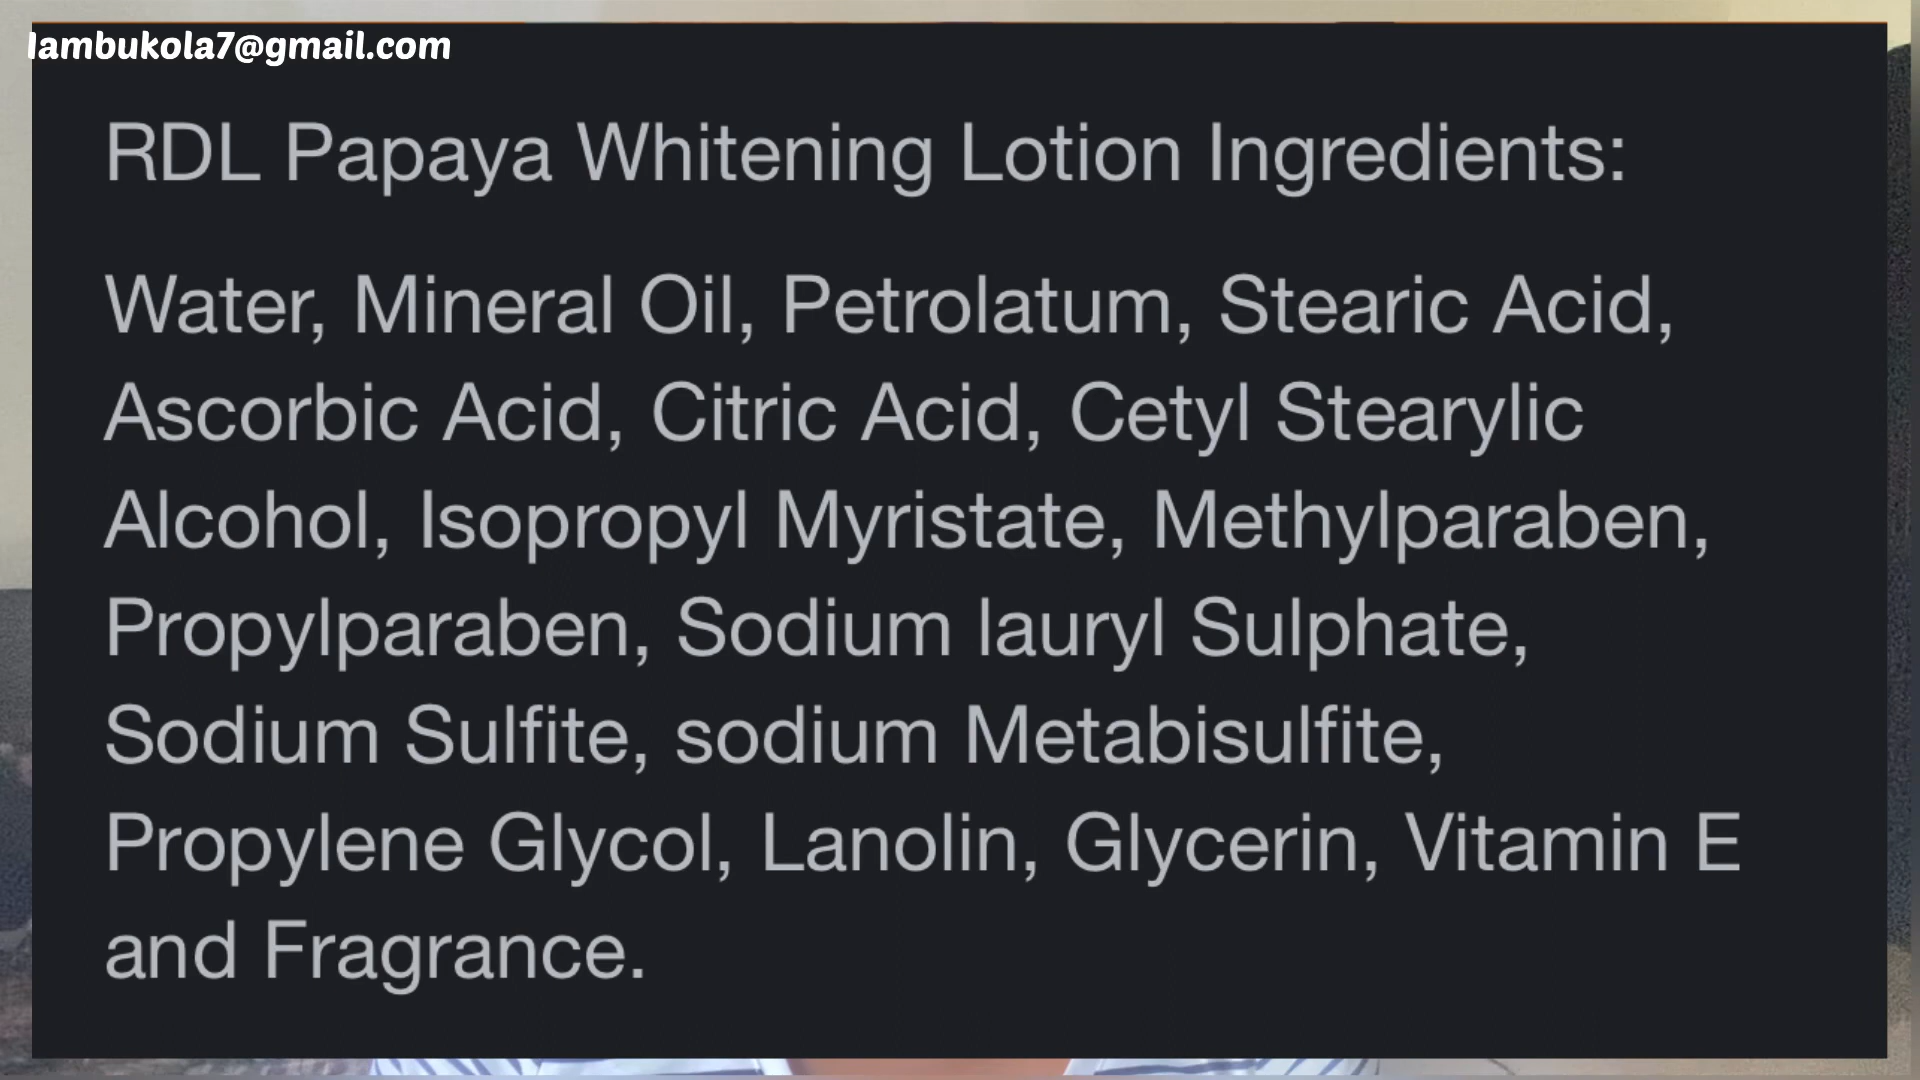 Iambukola7@gmail.com
RDL Papaya Whitening Lotion Ingredients:
Water, Mineral Oil, Petrolatum, Stearic Acid,
Ascorbic Acid, Citric Acid, Cetyl Stearylic
Alcohol, Isopropyl Myristate, Methylparaben,
Propylparaben, Sodium lauryl Sulphate,
Sodium Sulfite, sodium Metabisulfite,
Propylene Glycol, Lanolin, Glycerin, Vitamin E
and Fragrance.